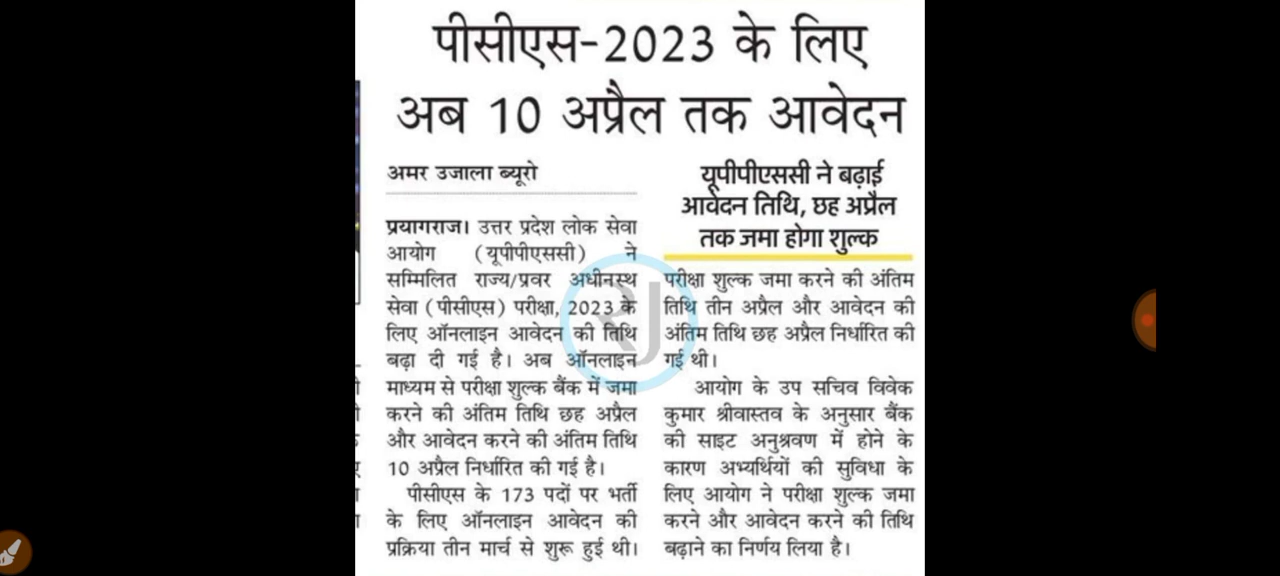 पीसीएस-2023 के लिए
अब 10 अप्रैल तक आवेदन
अमर उजाला ब्यूरो
प्रयागराज। उत्तर प्रदेश लोक सेवा
आयोग (यूपीपीएससी) ने
सम्मिलित राज्य/प्रवर अधीनस्थ
सेवा (पीसीएस) परीक्षा, 2023 के
लिए ऑनलाइन आवेदन की तिथि
बढ़ा दी गई है। अब ऑनलाइन
माध्यम से परीक्षा शुल्क बैंक में जमा
करने की अंतिम तिथि छह अप्रैल
और आवेदन करने की अंतिम तिथि
10 अप्रैल निर्धारित की गई है।
पीसीएस के 173 पदों पर भर्ती
के लिए ऑनलाइन आवेदन की
प्रक्रिया तीन मार्च से शुरू हुई थी।
यूपीपीएससी ने बढ़ाई
आवेदन तिथि, छह अप्रैल
तक जमा होगा शुल्क
परीक्षा शुल्क जमा करने की अंतिम
तिथि तीन अप्रैल और आवेदन की
अंतिम तिथि छह अप्रैल निर्धारित की
गई थी।
आयोग के उप सचिव विवेक
कुमार श्रीवास्तव के अनुसार बैंक
की साइट अनुश्रवण में होने के
कारण अभ्यर्थियों की सुविधा के
लिए आयोग ने परीक्षा शुल्क जमा
करने और आवेदन करने की तिथि
बढ़ाने का निर्णय लिया है।
RJ